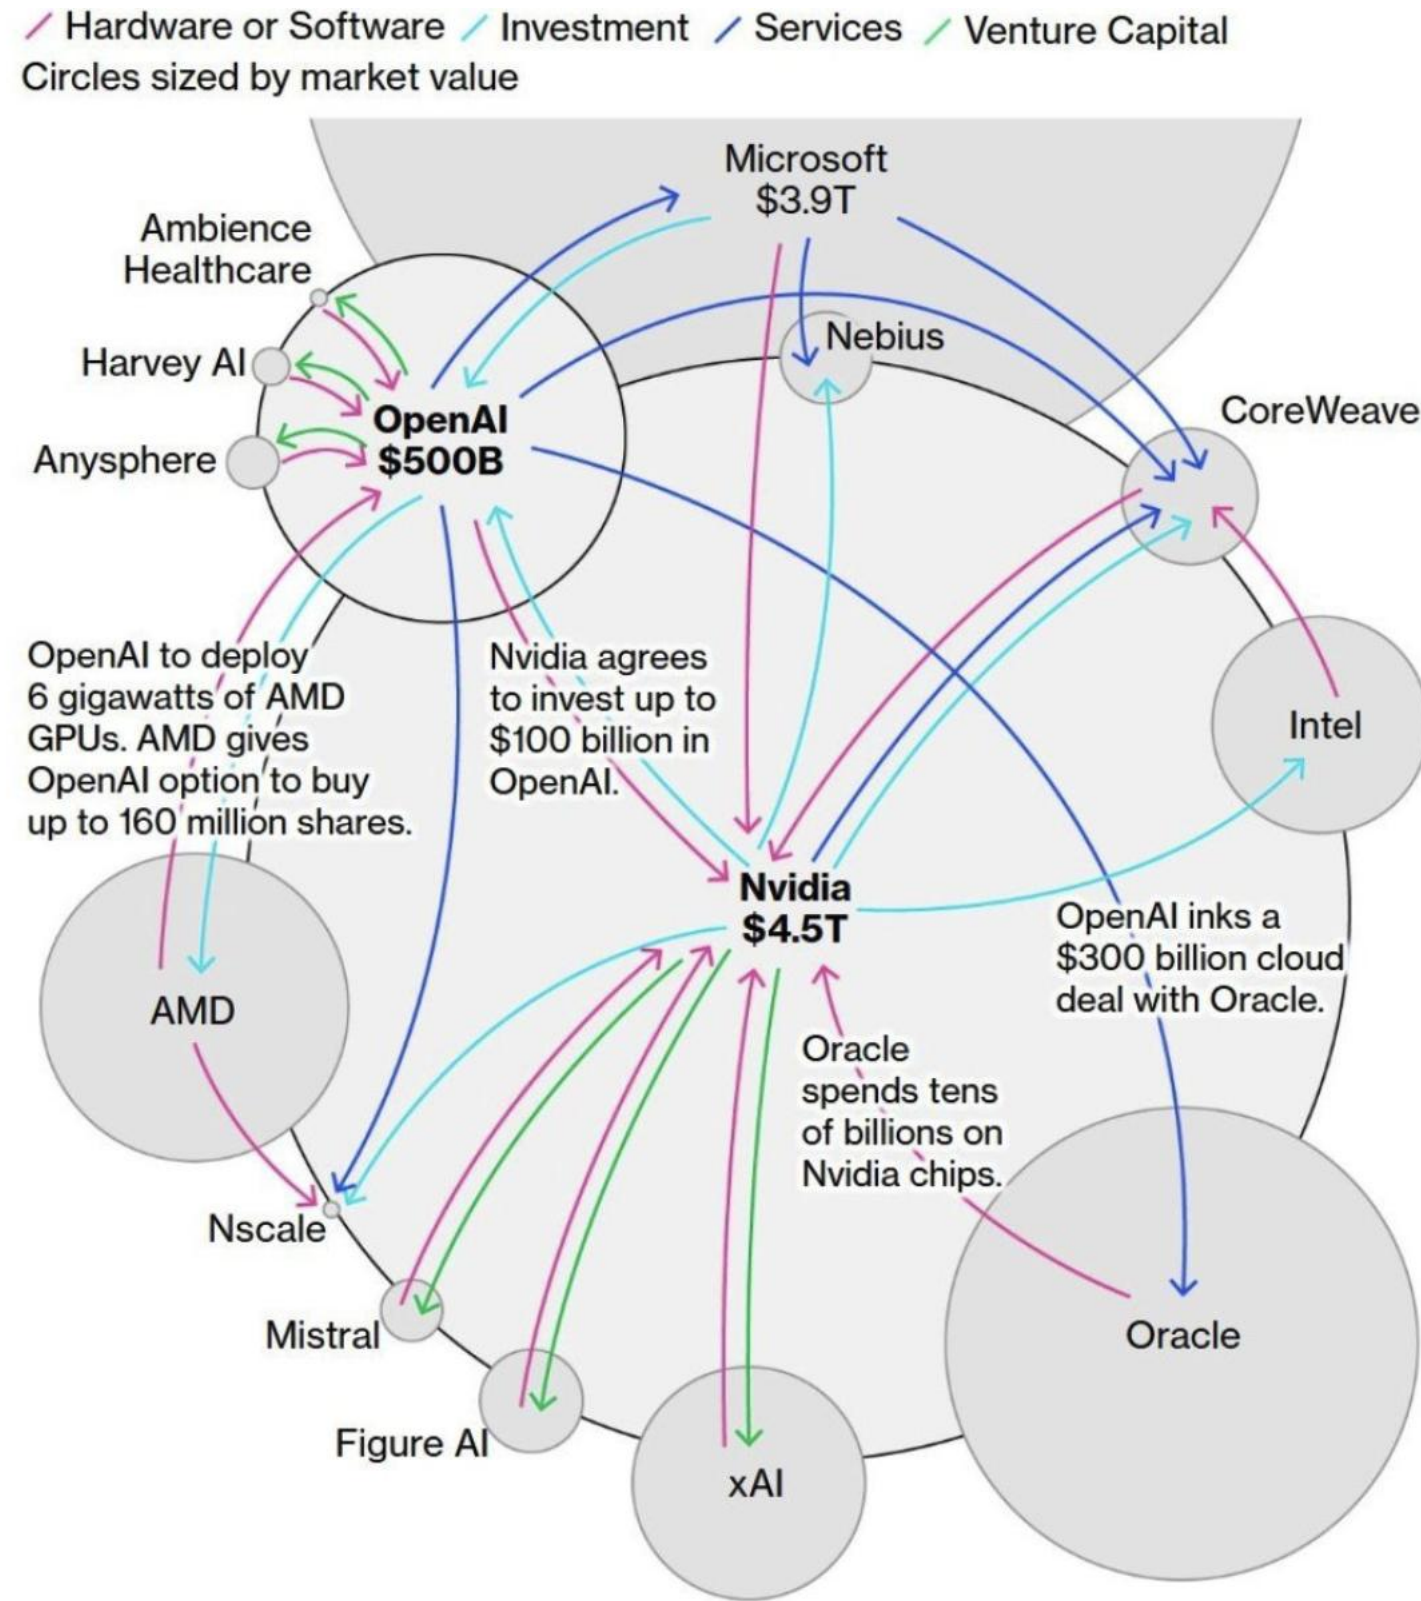 Hardware or Software Investment Services Venture Capital
Circles sized by market value
Microsoft
$3.9T
Ambience
Healthcare
Nebius
Harvey AI
CoreWeave
OpenAI
$500B
Anysphere
OpenAI to deploy
6 gigawatts of AMD
GPUs. AMD gives
OpenAI option to buy
up to 160 million shares.
Nvidia agrees
to invest up to
$100 billion in
OpenAI.
Intel
Nvidia
$4.5T
OpenAI inks a
$300 billion cloud
deal with Oracle.
AMD
Oracle
spends tens
of billions on
Nvidia chips.
Nscale
Mistral
Oracle
Figure AI
xAI